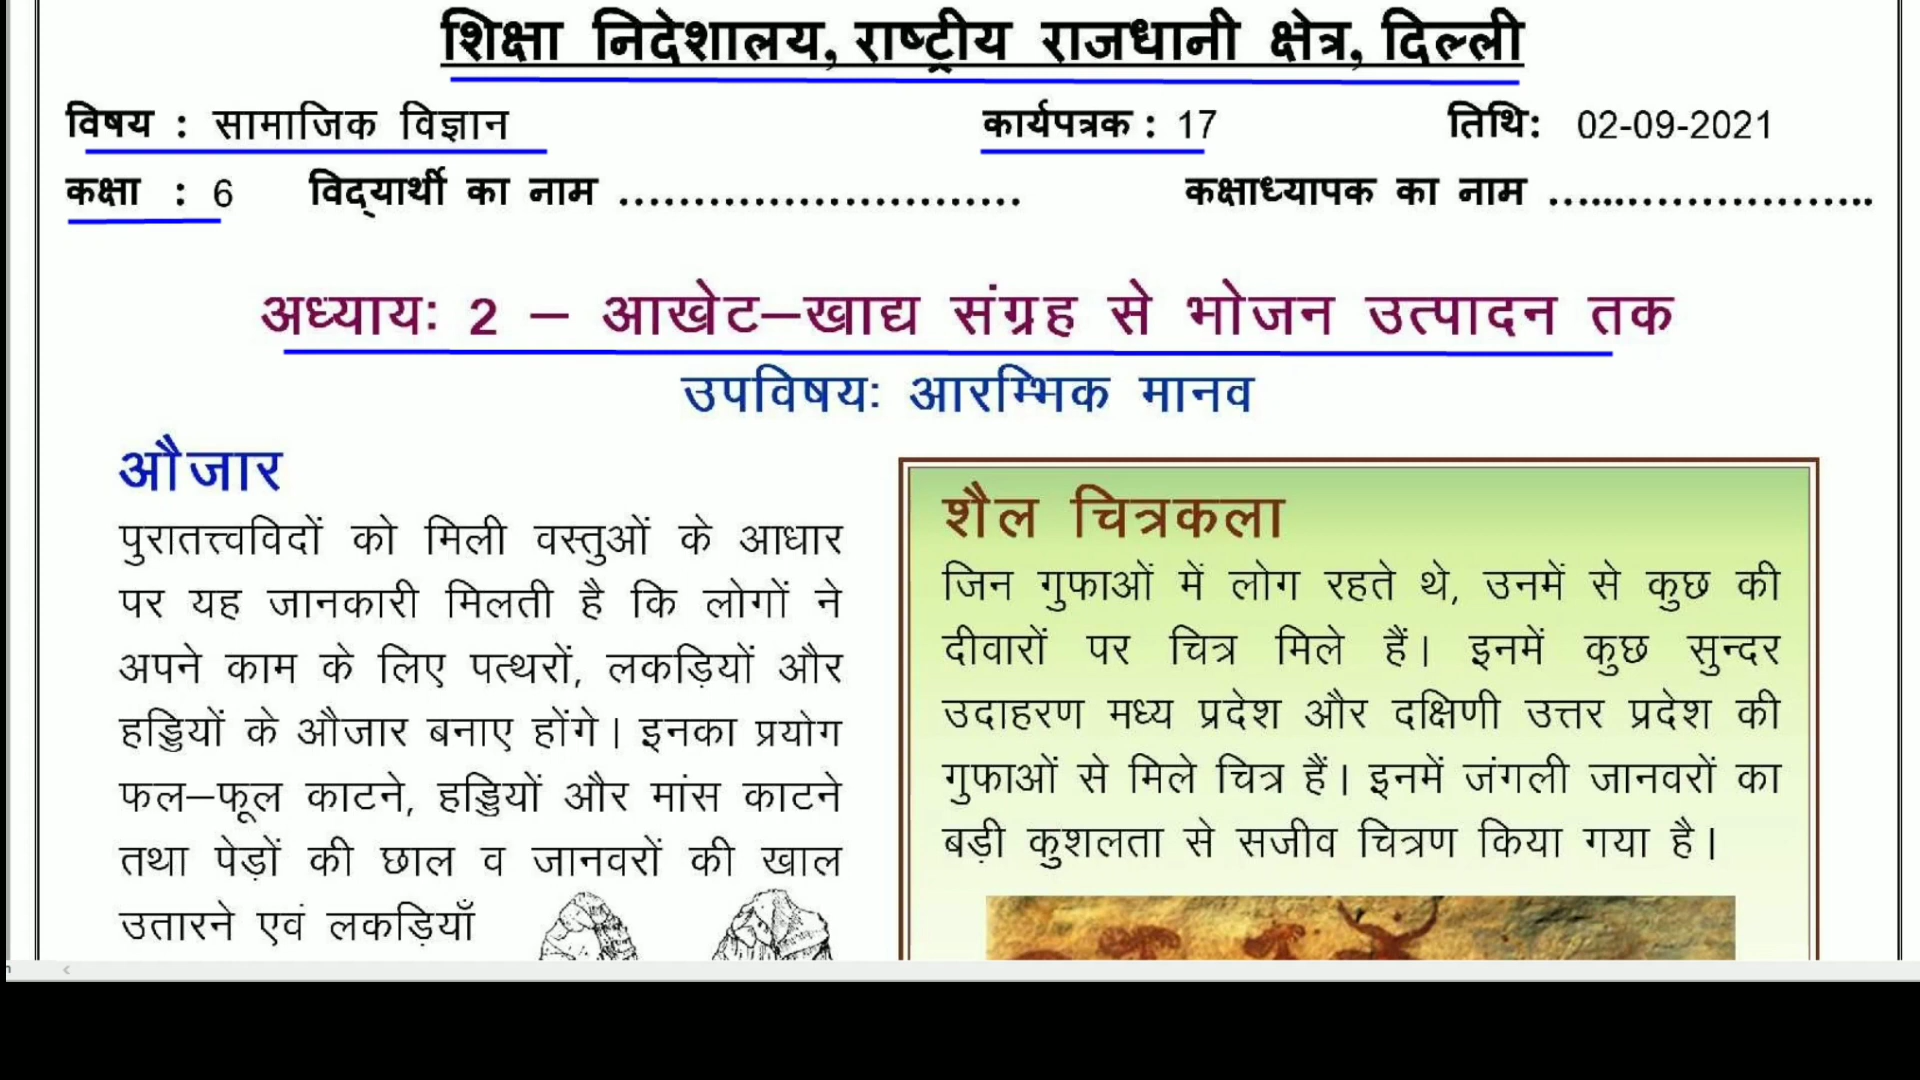 शिक्षा निदेशालय, राष्ट्रीय राजधानी क्षेत्र, दिल्ली
विषय : सामाजिक विज्ञान कार्यपत्रक : 17 तिथि: 02-09-2021
कक्षा : 6 विद्यार्थी का नाम ........................... कक्षाध्यापक का नाम ......................
अध्यायः 2 – आखेट–खाद्य संग्रह से भोजन उत्पादन तक
उपविषयः आरम्भिक मानव
औजार
पुरातत्त्वविदों को मिली वस्तुओं के आधार
पर यह जानकारी मिलती है कि लोगों ने
अपने काम के लिए पत्थरों, लकड़ियों और
हड्डियों के औजार बनाए होंगे। इनका प्रयोग
फल–फूल काटने, हड्डियों और मांस काटने
तथा पेड़ों की छाल व जानवरों की खाल
उतारने एवं लकड़ियाँ
शैल चित्रकला
जिन गुफाओं में लोग रहते थे, उनमें से कुछ की
दीवारों पर चित्र मिले हैं। इनमें कुछ सुन्दर
उदाहरण मध्य प्रदेश और दक्षिणी उत्तर प्रदेश की
गुफाओं से मिले चित्र हैं। इनमें जंगली जानवरों का
बड़ी कुशलता से सजीव चित्रण किया गया है।